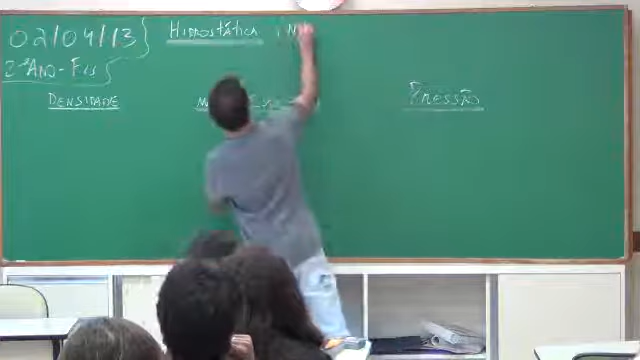 02/04/13 Hidrostática
2º Ano - Fis
Densidade
Pressão